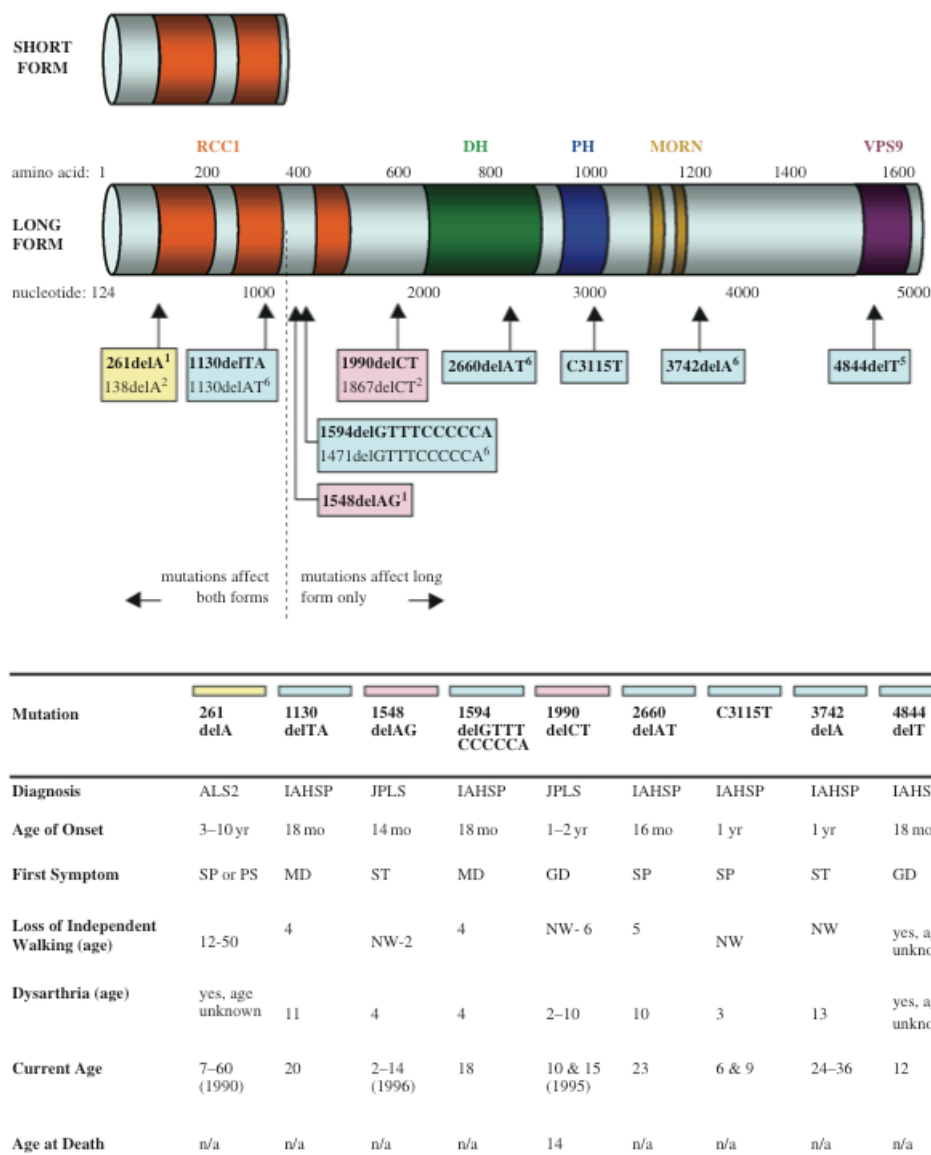 SHORT
FORM
RCC1 DH PH MORN VPS9
amino acid: 1 200 400 600 800 1000 1200 1400 1600
LONG
FORM
nucleotide: 124 1000 2000 3000 4000 5000
261delA¹
138delA²
1130delTA
1130delAT⁶
1990delCT
1867delCT²
2660delAT⁶
C3115T
3742delA⁶
4844delT⁵
1594delGTTTCCCCCA
1471delGTTTCCCCCA⁶
1548delAG¹
mutations affect
both forms
mutations affect long
form only
Mutation 261 1130 1548 1594 1990 2660 C3115T 3742 4844
delA delTA delAG delGTTT delCT delAT delA delT
CCCCCA
Diagnosis ALS2 IAHSP JPLS IAHSP JPLS IAHSP IAHSP IAHSP IAHS
Age of Onset 3–10 yr 18 mo 14 mo 18 mo 1–2 yr 16 mo 1 yr 1 yr 18 mo
First Symptom SP or PS MD ST MD GD SP SP ST GD
Loss of Independent
Walking (age) 12-50 4 NW-2 4 NW- 6 5 NW NW yes, a
unknow
Dysarthria (age) yes, age
unknown 11 4 4 2–10 10 3 13 yes, a
unknow
Current Age 7–60 20 2–14 18 10 & 15 23 6 & 9 24–36 12
(1990) (1996) (1995)
Age at Death n/a n/a n/a n/a 14 n/a n/a n/a n/a